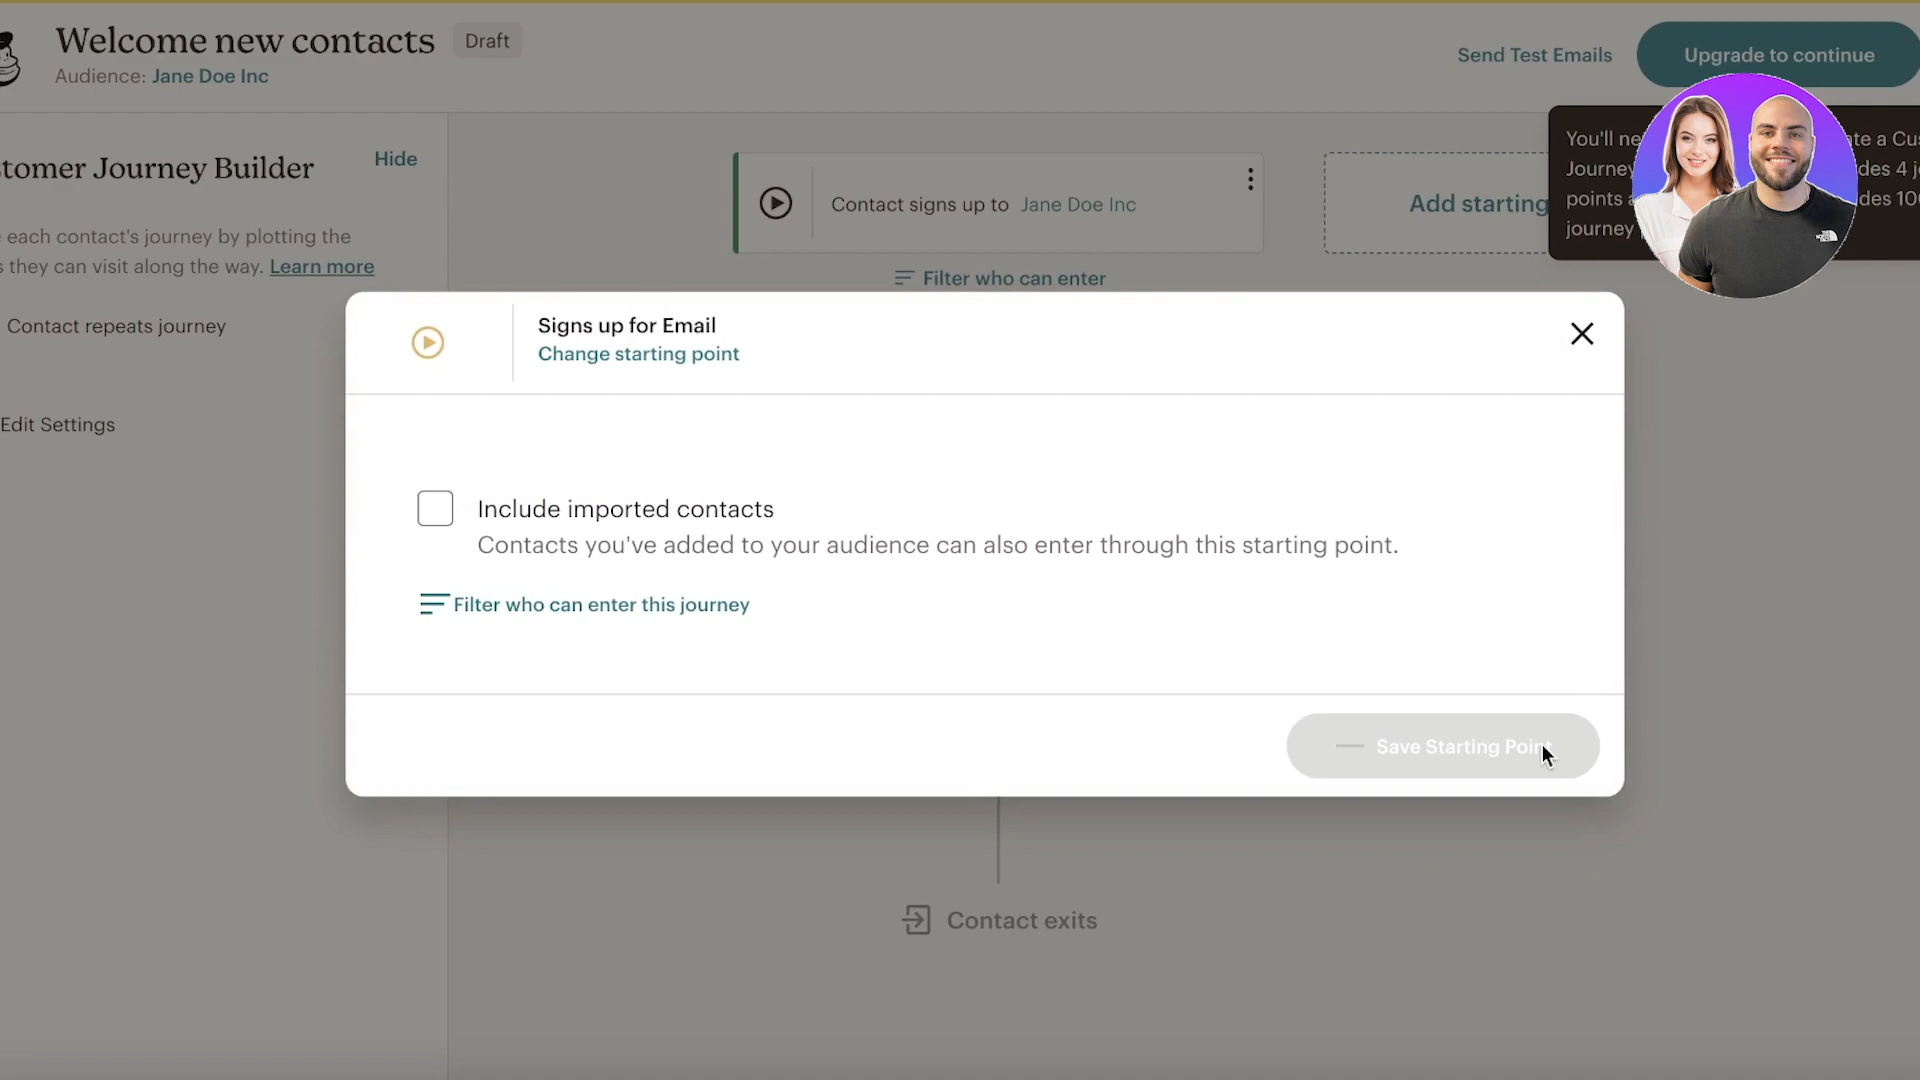 Welcome new contacts
Draft
Audience: Jane Doe Inc
Send Test Emails
Upgrade to continue
tomer Journey Builder
Hide
each contact's journey by plotting the
s they can visit along the way. Learn more
Contact repeats journey
Edit Settings
Contact signs up to Jane Doe Inc
Add starting
Filter who can enter
You'll ne
te a Cus
Journey
des 4 j
points
des 10
journey
Signs up for Email
Change starting point
Include imported contacts
Contacts you've added to your audience can also enter through this starting point.
Filter who can enter this journey
Save Starting Point
Contact exits